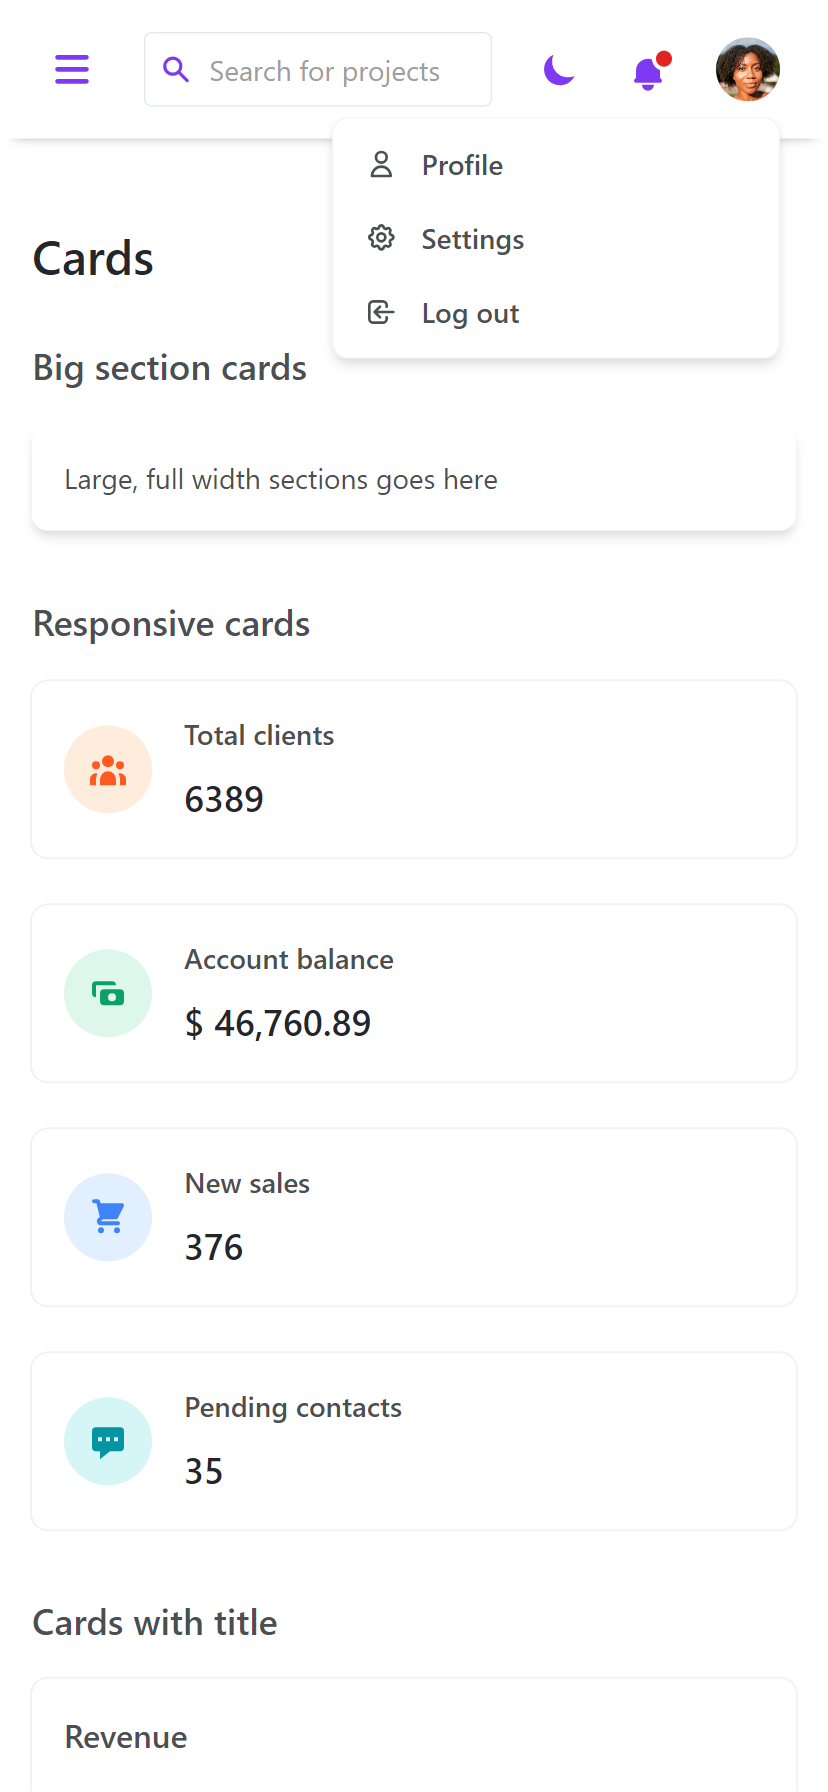 Search for projects
Profile
Settings
Log out
Cards
Big section cards
Large, full width sections goes here
Responsive cards
Total clients
6389
Account balance
$ 46,760.89
New sales
376
Pending contacts
35
Cards with title
Revenue